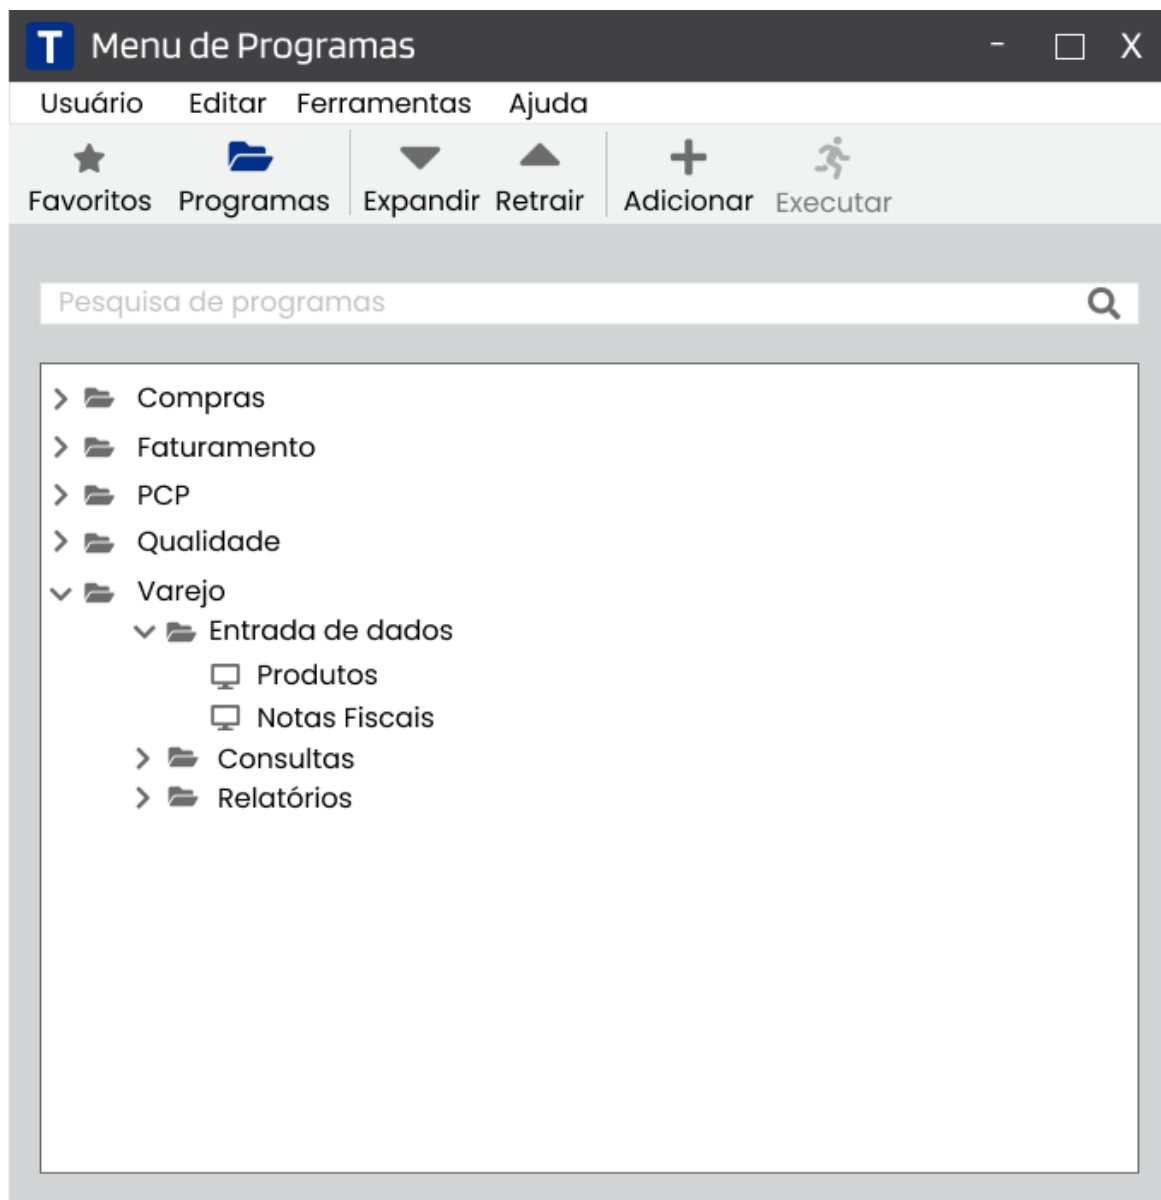 T Menu de Programas - X
Usuário Editar Ferramentas Ajuda
Favoritos Programas Expandir Retrair Adicionar Executar
Pesquisa de programas
Compras
Faturamento
PCP
Qualidade
Varejo
Entrada de dados
Produtos
Notas Fiscais
Consultas
Relatórios